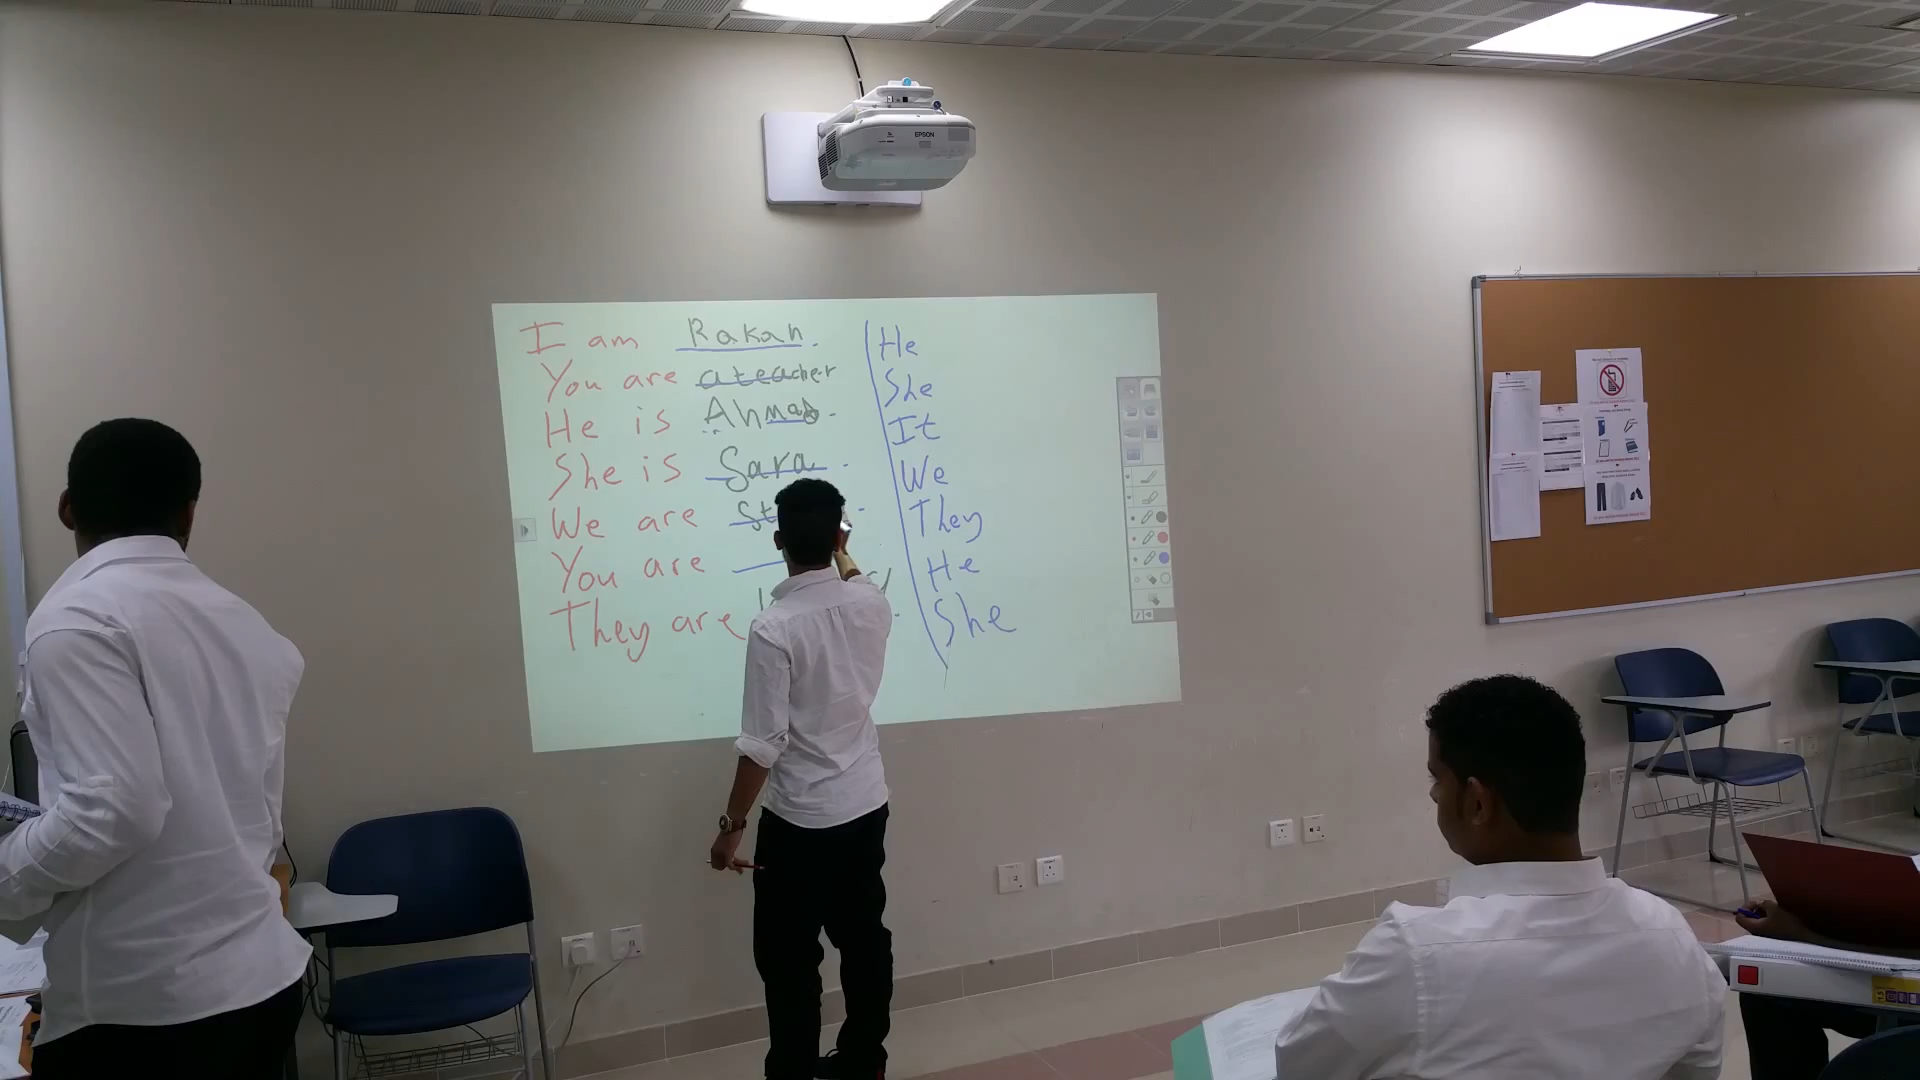 EPSON
I am Rakan.
You are a teacher
He is Ahmad.
She is Sara.
We are St
You are
They are
He
She
It
We
They
He
She